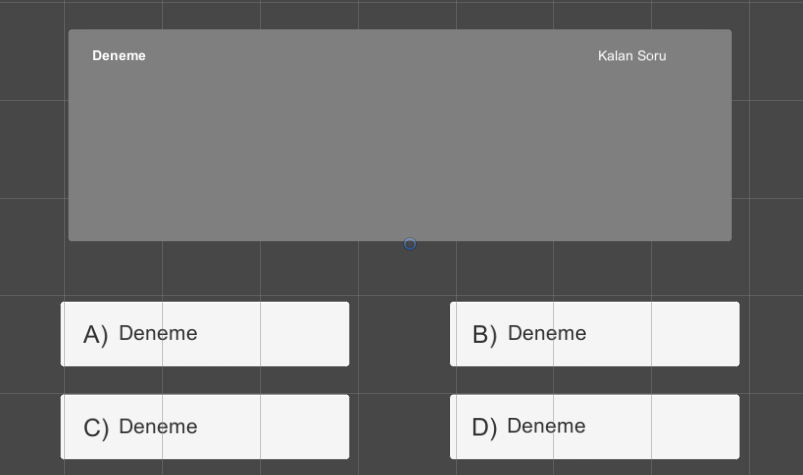 Deneme Kalan Soru
A) Deneme
B) Deneme
C) Deneme
D) Deneme